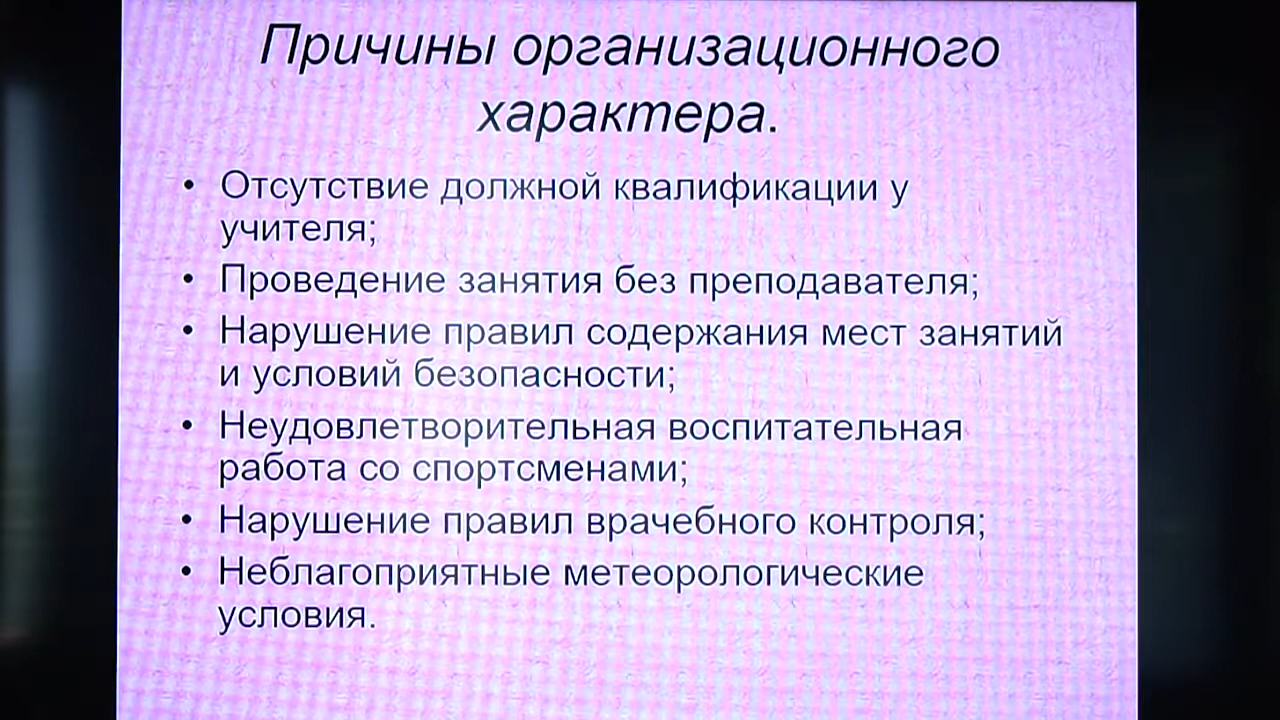 Причины организационного
характера.
• Отсутствие должной квалификации у
учителя;
• Проведение занятия без преподавателя;
• Нарушение правил содержания мест занятий
и условий безопасности;
• Неудовлетворительная воспитательная
работа со спортсменами;
• Нарушение правил врачебного контроля;
• Неблагоприятные метеорологические
условия.